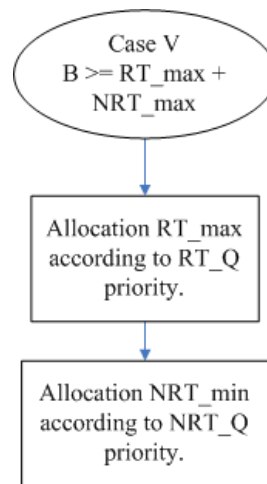 Case V
B >= RT_max +
NRT_max
Allocation RT_max
according to RT_Q
priority.
Allocation NRT_min
according to NRT_Q
priority.